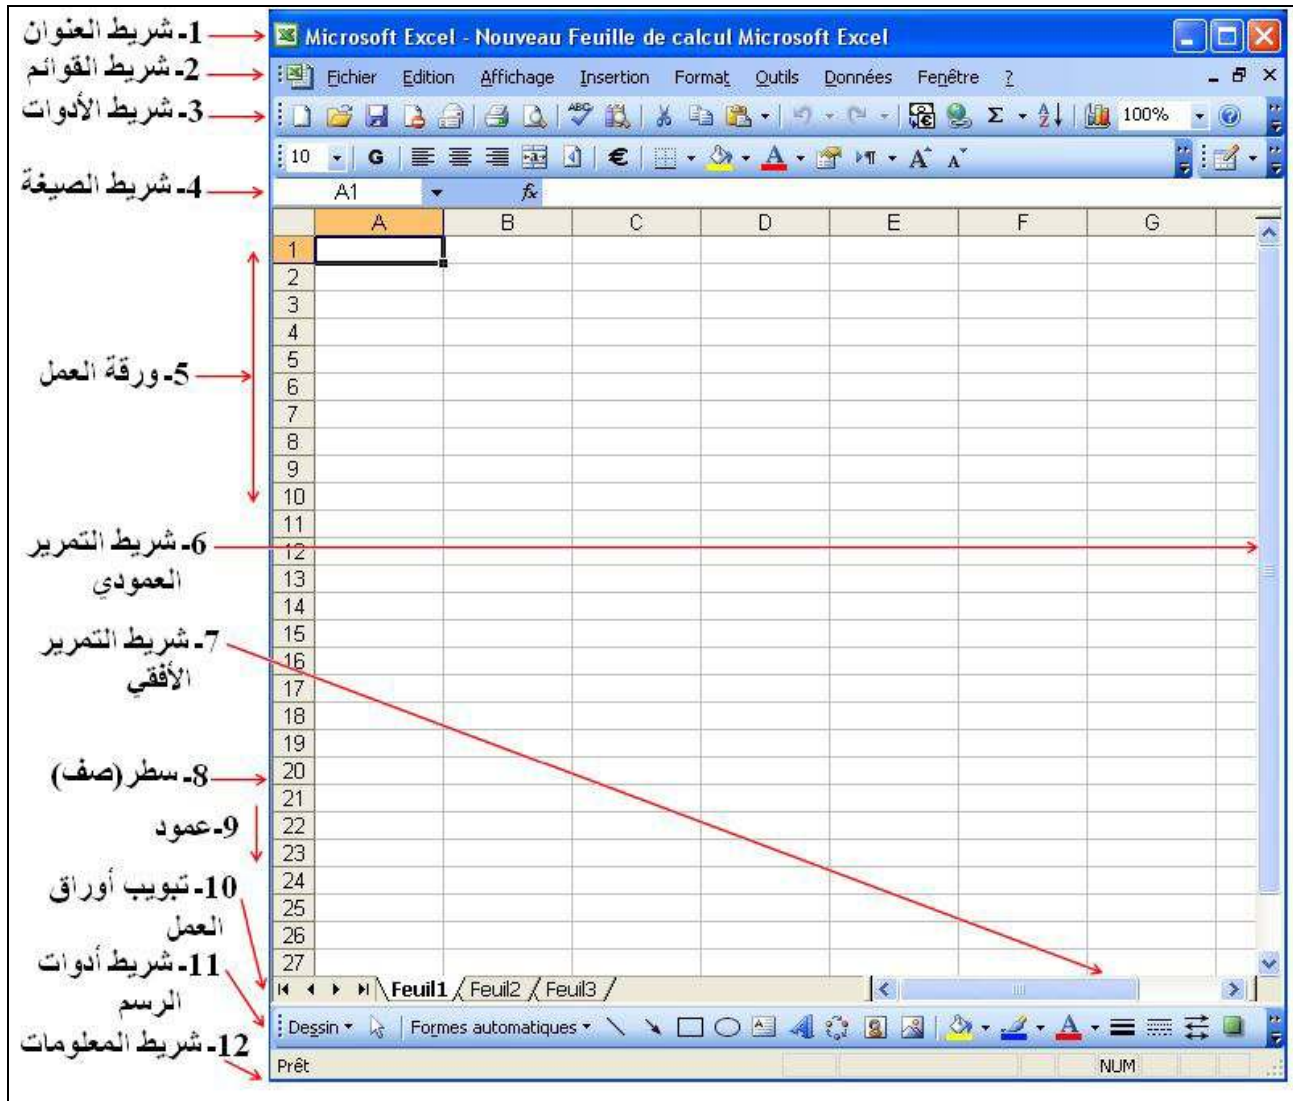 1- شريط العنوان
Microsoft Excel - Nouveau Feuille de calcul Microsoft Excel
2- شريط القوائم
Fichier Edition Affichage Insertion Format Outils Données Fenêtre ?
3- شريط الأدوات
ABC
€
Σ
A
Z
100%
?
10
G
€
A
¶
A
A
4- شريط الصيغة
A1
fx
A B C D E F G
1
2
3
4
5
6
7
8
9
10
11
12
13
14
15
16
17
18
19
20
21
22
23
24
25
26
27
5- ورقة العمل
6- شريط التمرير
العمودي
7- شريط التمرير
الأفقي
8- سطر (صف)
9- عمود
10- تبويب أوراق
العمل
Feuil1 Feuil2 Feuil3
11- شريط أدوات
الرسم
Dessin Formes automatiques
A
12- شريط المعلومات
Prêt
NUM